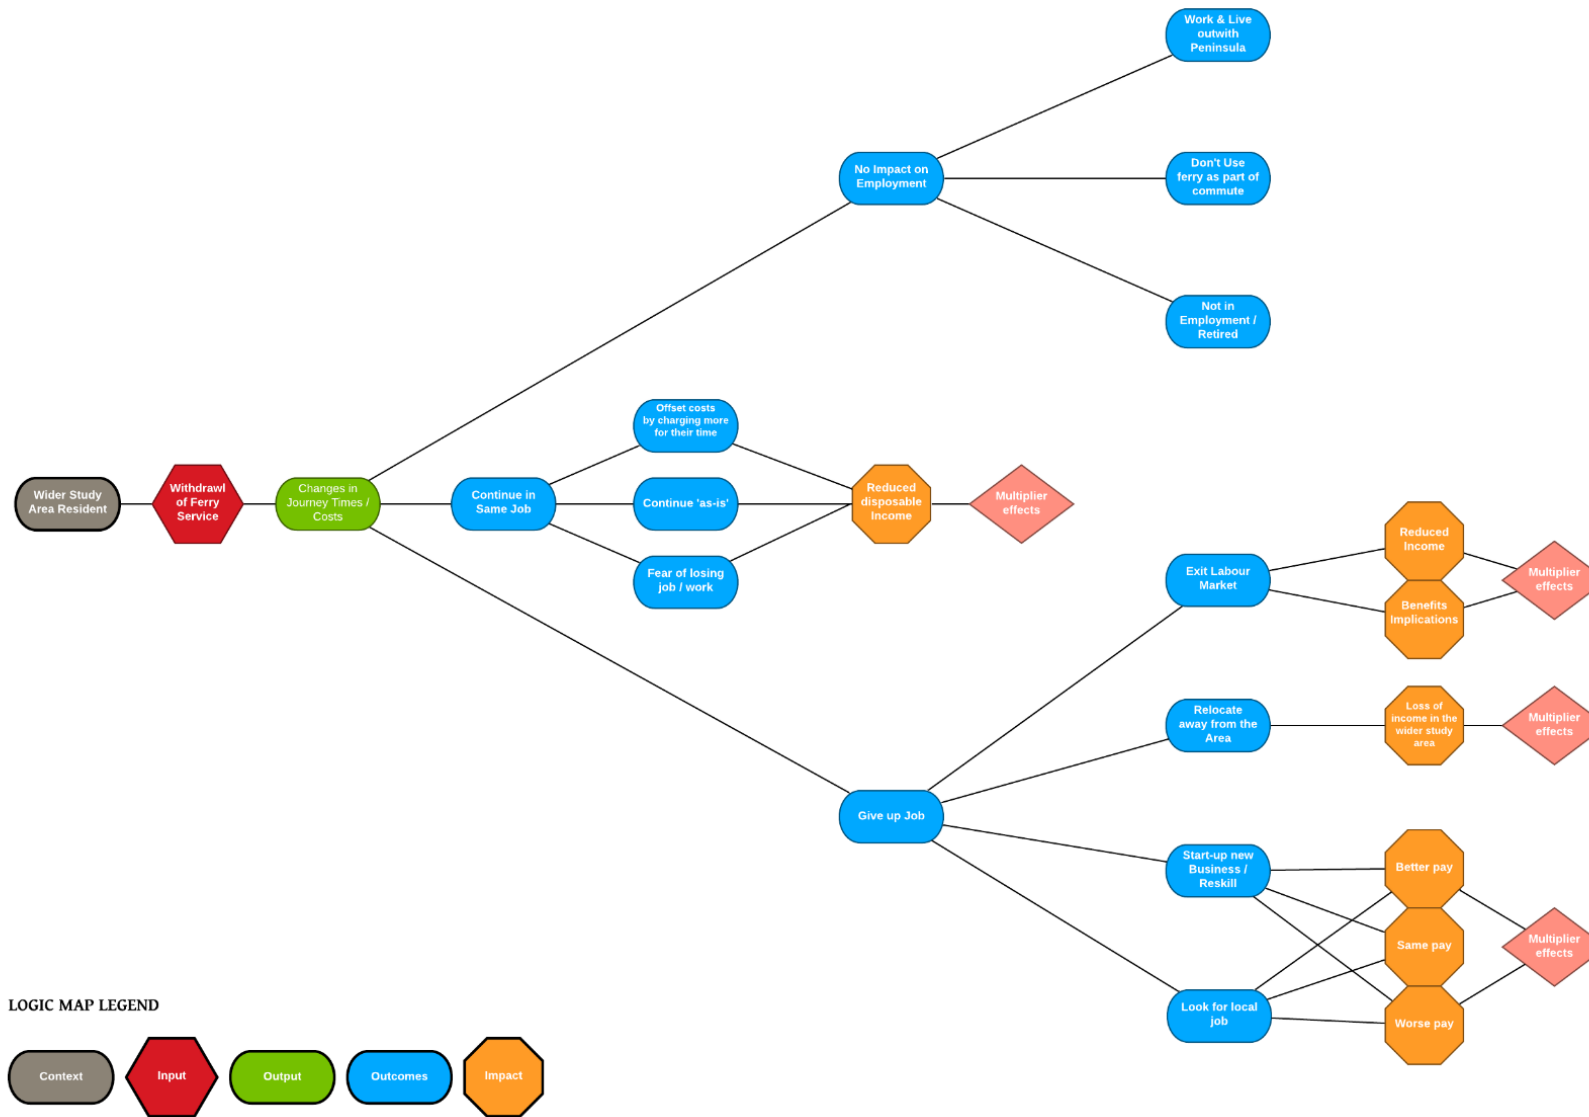 Work & Live
outwith
Peninsula
No Impact on
Employment
Don't Use
ferry as part of
commute
Not in
Employment /
Retired
Offset costs
by charging more
for their time
Wider Study
Area Resident
Withdrawl
of Ferry
Service
Changes in
Journey Times /
Costs
Continue in
Same Job
Continue 'as-is'
Reduced
disposable
Income
Multiplier
effects
Fear of losing
job / work
Exit Labour
Market
Reduced
Income
Benefits
Implications
Multiplier
effects
Relocate
away from the
Area
Loss of
income in the
wider study
area
Multiplier
effects
Give up Job
Start-up new
Business /
Reskill
Better pay
Same pay
Multiplier
effects
Look for local
job
Worse pay
LOGIC MAP LEGEND
Context
Input
Output
Outcomes
Impact